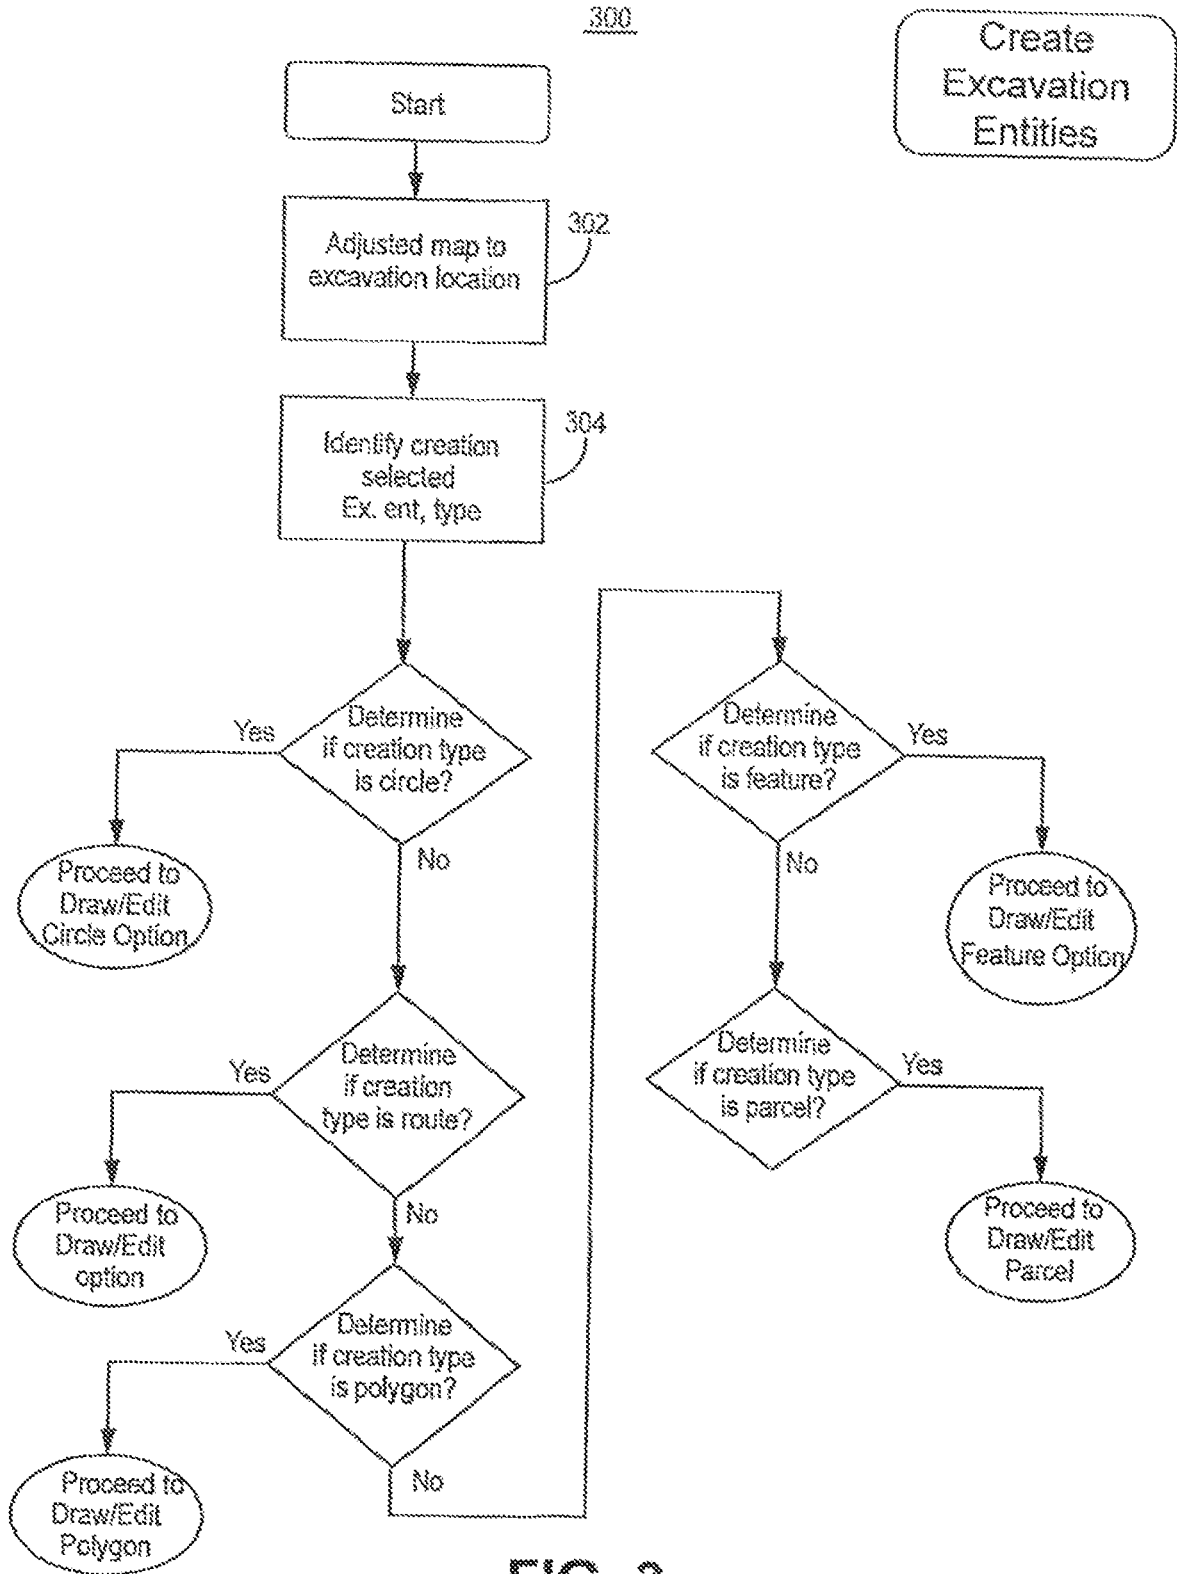 300
Create
Excavation
Entities
Start
Adjusted map to
excavation location
302
Identify creation
selected
Ex. ent, type
304
Determine
if creation type
is circle?
Yes
No
Proceed to
Draw/Edit
Circle Option
Determine
if creation
type is route?
Yes
No
Proceed to
Draw/Edit
option
Determine
if creation type
is polygon?
Yes
No
Proceed to
Draw/Edit
Polygon
Determine
if creation type
is feature?
Yes
No
Proceed to
Draw/Edit
Feature Option
Determine
if creation type
is parcel?
Yes
Proceed to
Draw/Edit
Parcel
FIG. 3